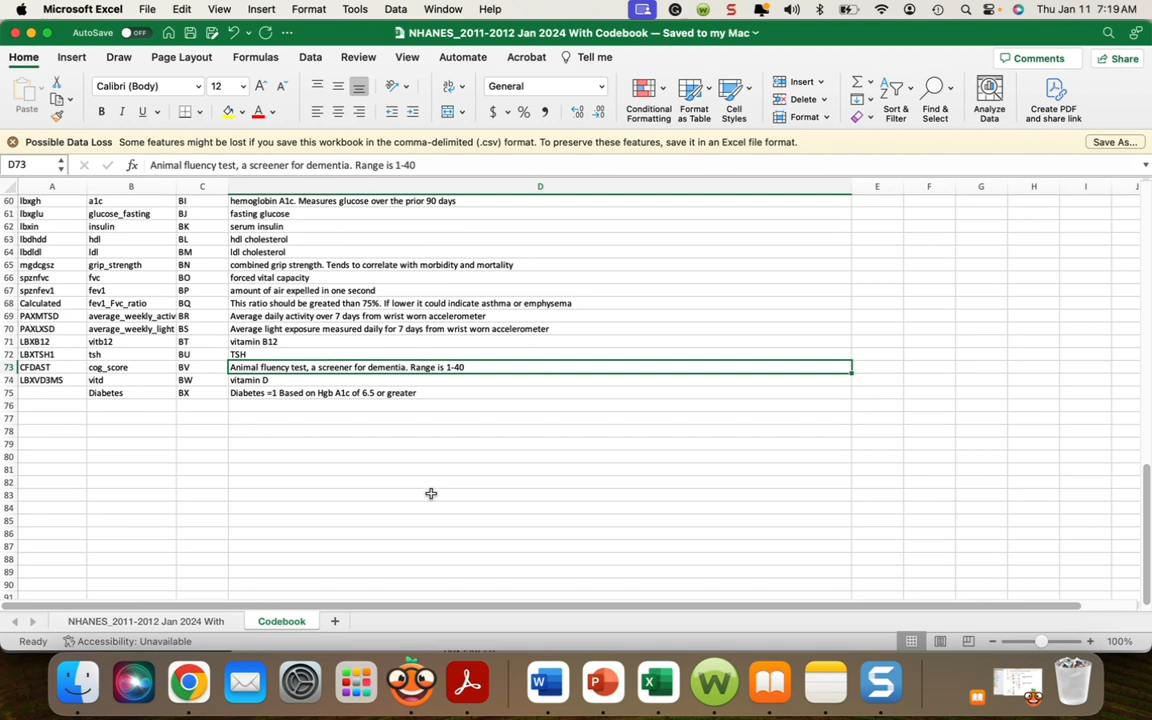 Microsoft Excel File Edit View Insert Format Tools Data Window Help Thu Jan 11 7:19 AM
AutoSave OFF NHANES_2011-2012 Jan 2024 With Codebook — Saved to my Mac
Home Insert Draw Page Layout Formulas Data Review View Automate Acrobat Tell me Comments Share
Paste Calibri (Body) 12 General Conditional Formatting Format as Table Cell Styles Insert Delete Format Sort & Filter Find & Select Analyze Data Create PDF and share link
B I U A $ %
Possible Data Loss Some features might be lost if you save this workbook in the comma-delimited (.csv) format. To preserve these features, save it in an Excel file format. Save As...
D73 fx Animal fluency test, a screener for dementia. Range is 1-40
A B C D E F G H I J
60 lbxgh a1c BI hemoglobin A1c. Measures glucose over the prior 90 days
61 lbxglu glucose_fasting BJ fasting glucose
62 lbxin insulin BK serum insulin
63 lbdhdd hdl BL hdl cholesterol
64 lbdldl ldl BM ldl cholesterol
65 mgdcgsz grip_strength BN combined grip strength. Tends to correlate with morbidity and mortality
66 spznfvc fvc BO forced vital capacity
67 spznfev1 fev1 BP amount of air expelled in one second
68 Calculated fev1_Fvc_ratio BQ This ratio should be greated than 75%. If lower it could indicate asthma or emphysema
69 PAXMTSD average_weekly_activ BR Average daily activity over 7 days from wrist worn accelerometer
70 PAXLXSD average_weekly_light BS Average light exposure measured daily for 7 days from wrist worn accelerometer
71 LBXB12 vitb12 BT vitamin B12
72 LBXTSH1 tsh BU TSH
73 CFDAST cog_score BV Animal fluency test, a screener for dementia. Range is 1-40
74 LBXVD3MS vitd BW vitamin D
75 Diabetes BX Diabetes =1 Based on Hgb A1c of 6.5 or greater
76
77
78
79
80
81
82
83
84
85
86
87
88
89
90
91
NHANES_2011-2012 Jan 2024 With Codebook +
Ready Accessibility: Unavailable 100%